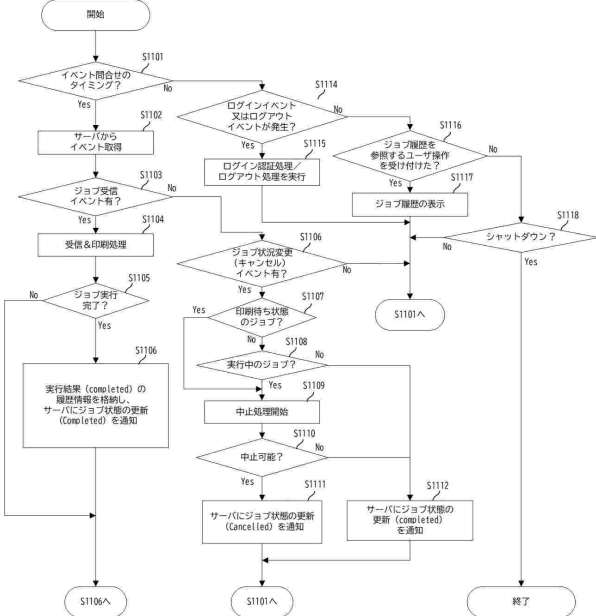 開始
S1101
イベント問合せの
タイミング？
No
Yes
S1102
サーバから
イベント取得
S1103
ジョブ受信
イベント有？
No
Yes
S1104
受信＆印刷処理
S1105
ジョブ実行
完了？
No
Yes
S1106
実行結果（completed）の
履歴情報を格納し、
サーバにジョブ状態の更新
（Completed）を通知
S1106へ
S1114
ログインイベント
又はログアウト
イベントが発生？
No
Yes
S1115
ログイン認証処理／
ログアウト処理を実行
S1116
ジョブ履歴を
参照するユーザ操作
を受け付けた？
No
Yes
S1117
ジョブ履歴の表示
S1118
シャットダウン？
No
Yes
S1106
ジョブ状況変更
（キャンセル）
イベント有？
No
Yes
S1101へ
S1107
印刷待ち状態
のジョブ？
Yes
No
S1108
実行中のジョブ？
No
Yes
S1109
中止処理開始
S1110
中止可能？
No
Yes
S1111
サーバにジョブ状態の更新
（Cancelled）を通知
S1112
サーバにジョブ状態の
更新（completed）
を通知
S1101へ
終了